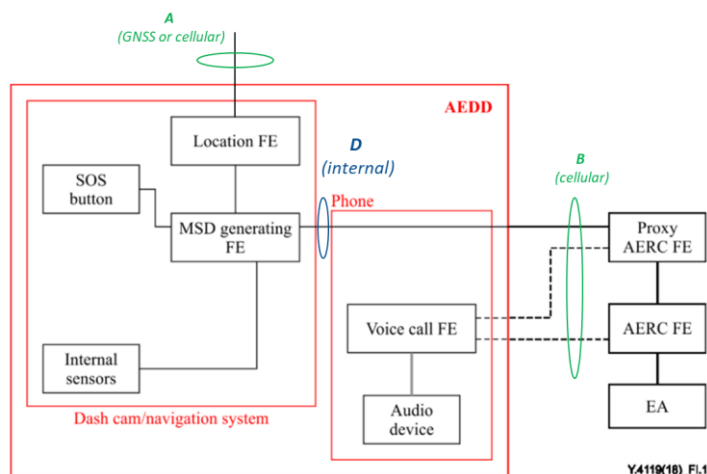 A
(GNSS or cellular)
AEDD
Location FE
D
(internal)
B
(cellular)
SOS
button
Phone
MSD generating
FE
Proxy
AERC FE
Voice call FE
AERC FE
Internal
sensors
Audio
device
EA
Dash cam/navigation system
Y.4119(18)_FI.1